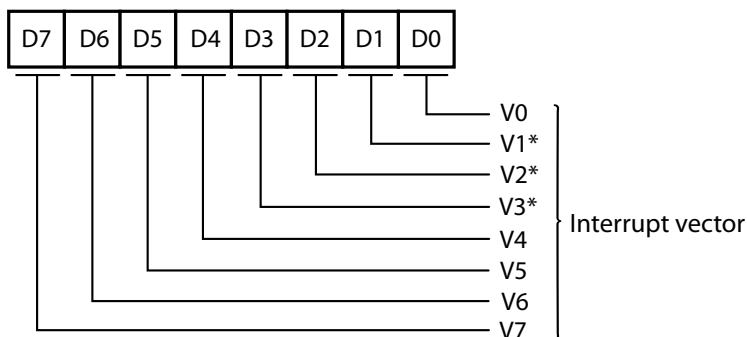 D7 D6 D5 D4 D3 D2 D1 D0
V0
V1*
V2*
V3*
V4
V5
V6
V7
Interrupt vector